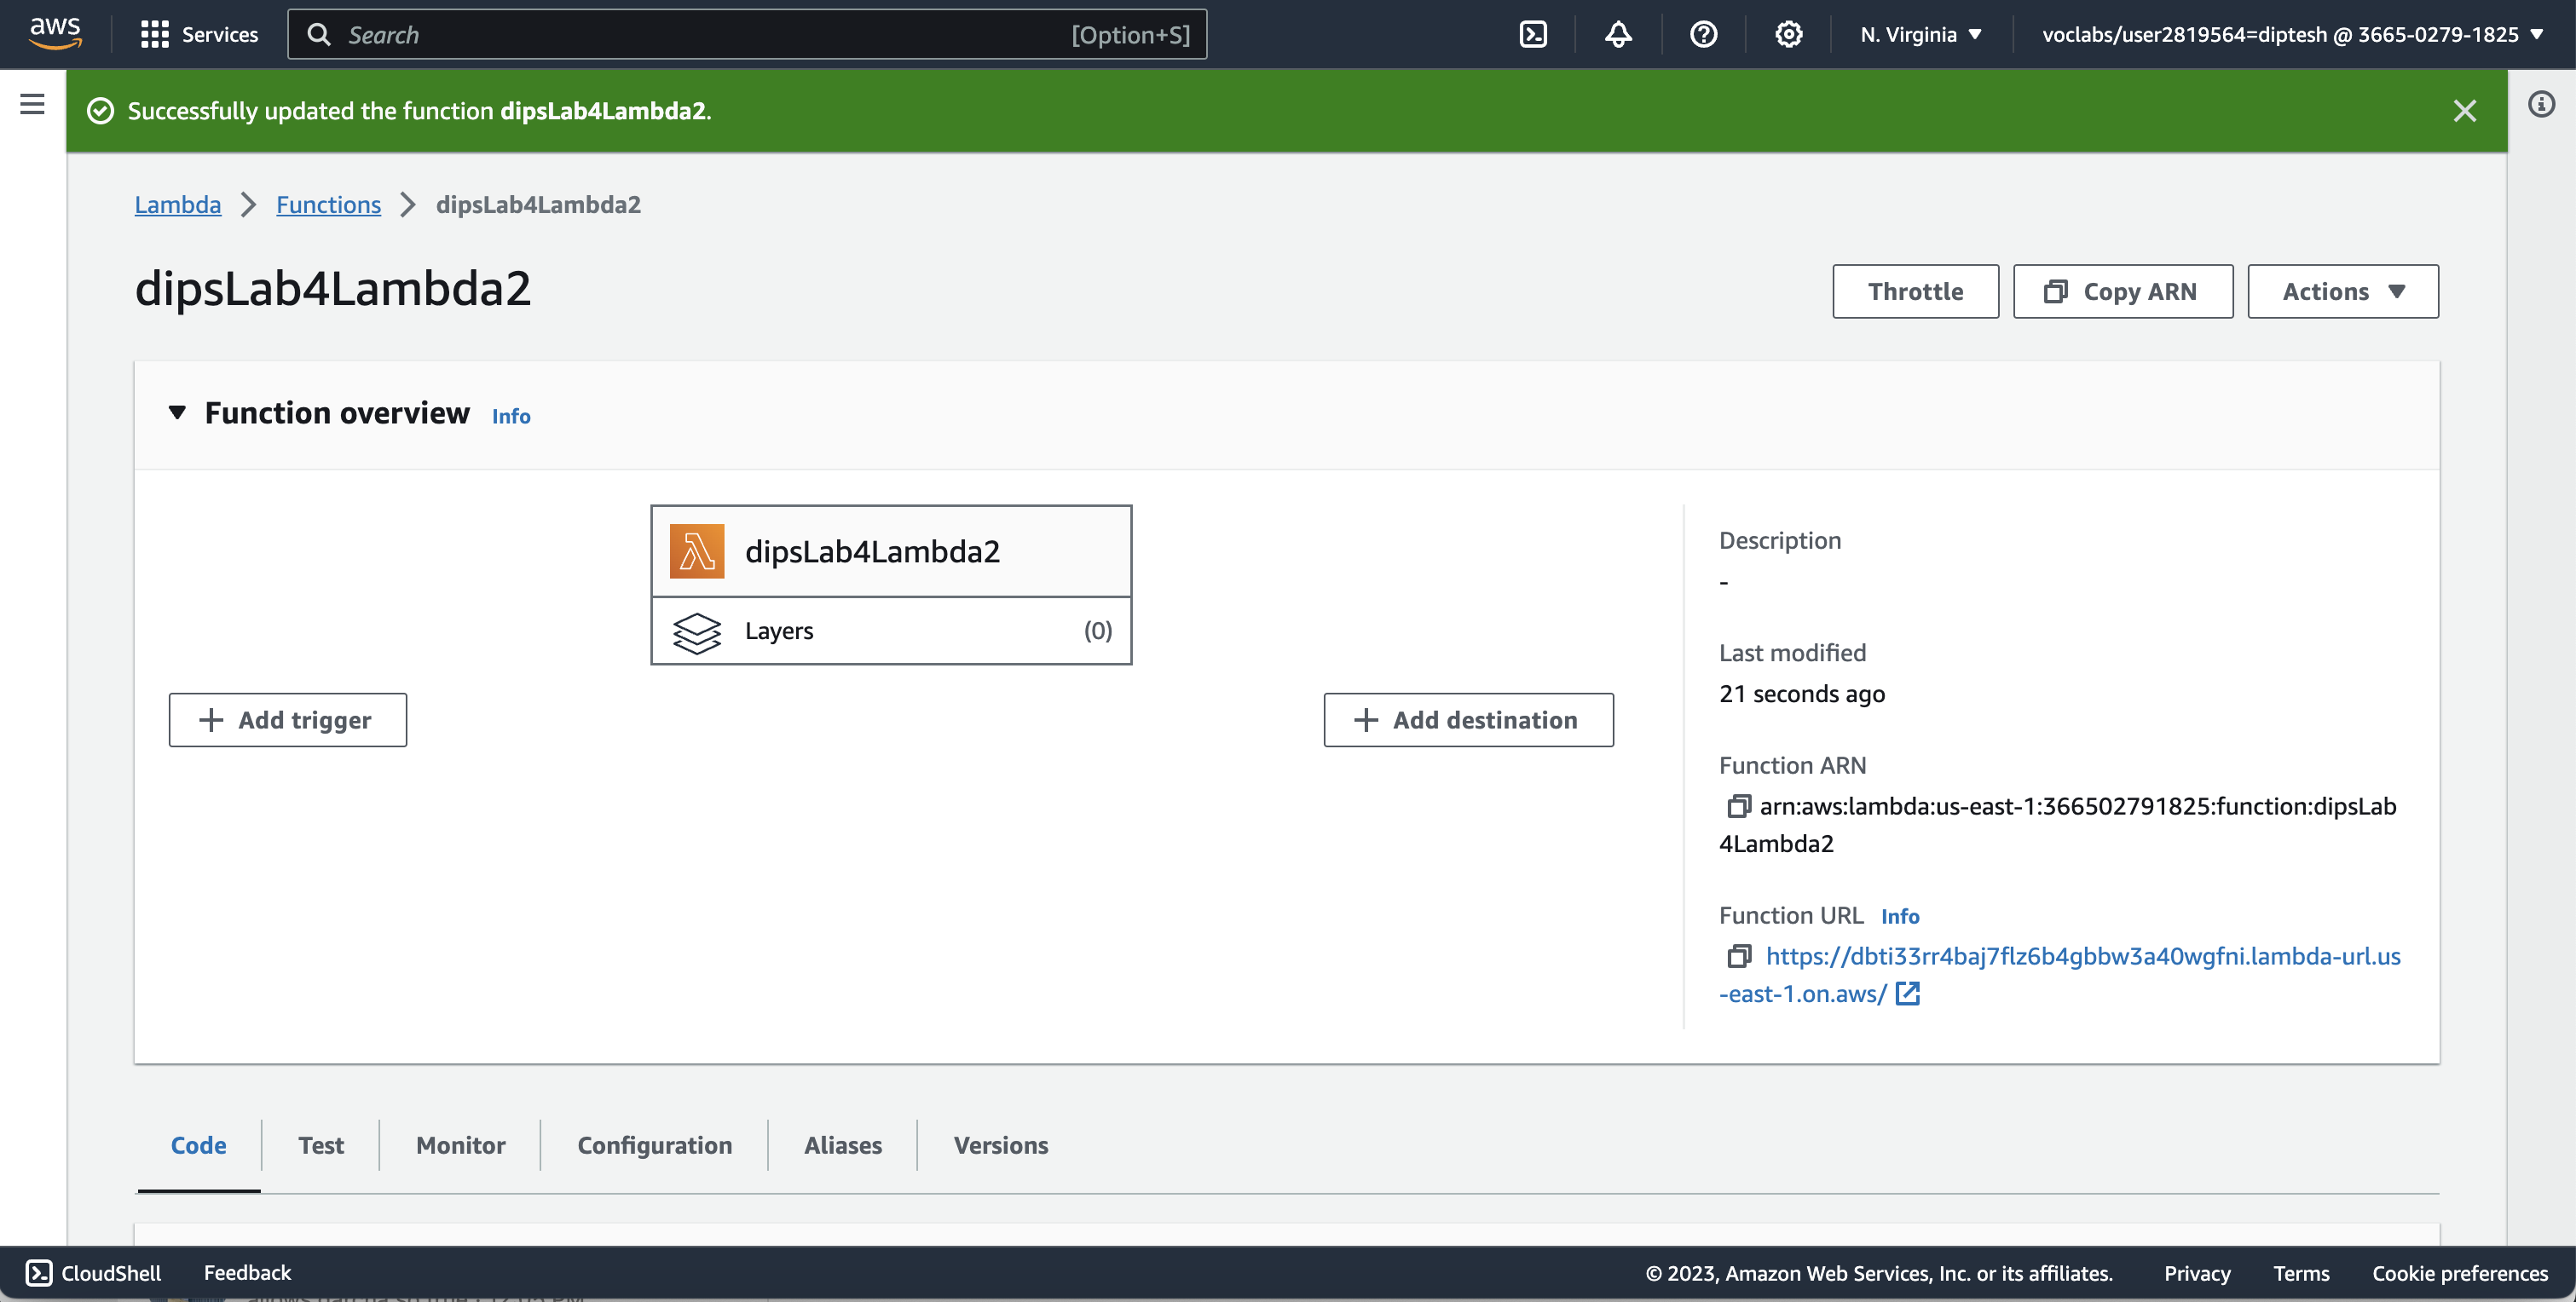 aws Services Search [Option+S] N. Virginia voclabs/user2819564=diptesh @ 3665-0279-1825
Successfully updated the function dipsLab4Lambda2.
Lambda Functions dipsLab4Lambda2
dipsLab4Lambda2
Throttle Copy ARN Actions
Function overview Info
dipsLab4Lambda2
Layers (0)
Add trigger
Add destination
Description
-
Last modified
21 seconds ago
Function ARN
arn:aws:lambda:us-east-1:366502791825:function:dipsLab
4Lambda2
Function URL Info
https://dbti33rr4baj7flz6b4gbbw3a40wgfni.lambda-url.us
-east-1.on.aws/
Code Test Monitor Configuration Aliases Versions
CloudShell Feedback © 2023, Amazon Web Services, Inc. or its affiliates. Privacy Terms Cookie preferences